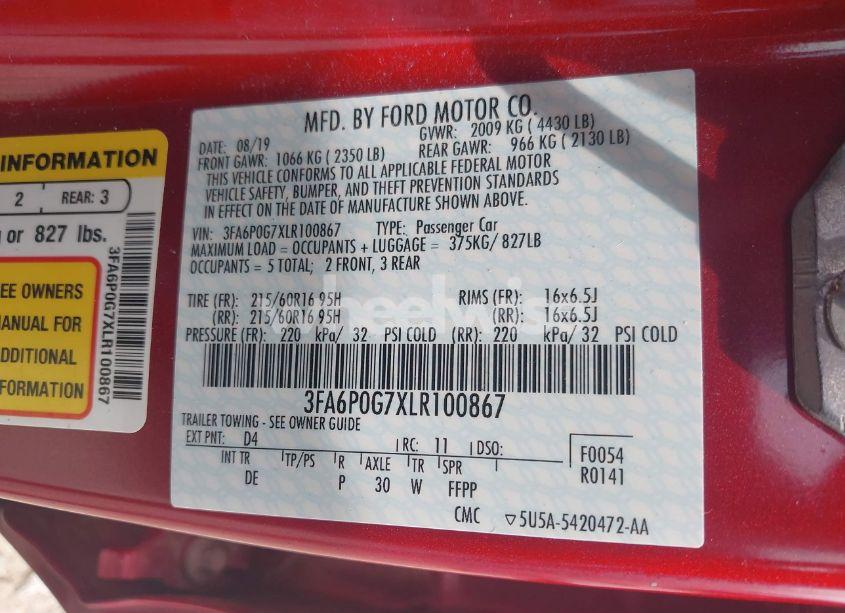 INFORMATION
2 REAR: 3
or 827 lbs.
SEE OWNERS
MANUAL FOR
ADDITIONAL
INFORMATION
3FA6P0G7XLR100867
MFD. BY FORD MOTOR CO.
DATE: 08/19 GVWR: 2009 KG ( 4430 LB)
FRONT GAWR: 1066 KG ( 2350 LB) REAR GAWR: 966 KG ( 2130 LB)
THIS VEHICLE CONFORMS TO ALL APPLICABLE FEDERAL MOTOR
VEHICLE SAFETY, BUMPER, AND THEFT PREVENTION STANDARDS
IN EFFECT ON THE DATE OF MANUFACTURE SHOWN ABOVE.
VIN: 3FA6P0G7XLR100867 TYPE: Passenger Car
MAXIMUM LOAD = OCCUPANTS + LUGGAGE = 375KG/ 827LB
OCCUPANTS = 5 TOTAL; 2 FRONT, 3 REAR
TIRE (FR): 215/60R16 95H RIMS (FR): 16x6.5J
(RR): 215/60R16 95H (RR): 16x6.5J
PRESSURE (FR): 220 kPa/ 32 PSI COLD (RR): 220 kPa/ 32 PSI COLD
3FA6P0G7XLR100867
TRAILER TOWING - SEE OWNER GUIDE
EXT PNT: D4 RC: 11 DSO: F0054
INT TR TP/PS R AXLE TR SPR R0141
DE P 30 W FFPP
CMC ▽5U5A-5420472-AA
wheelwis